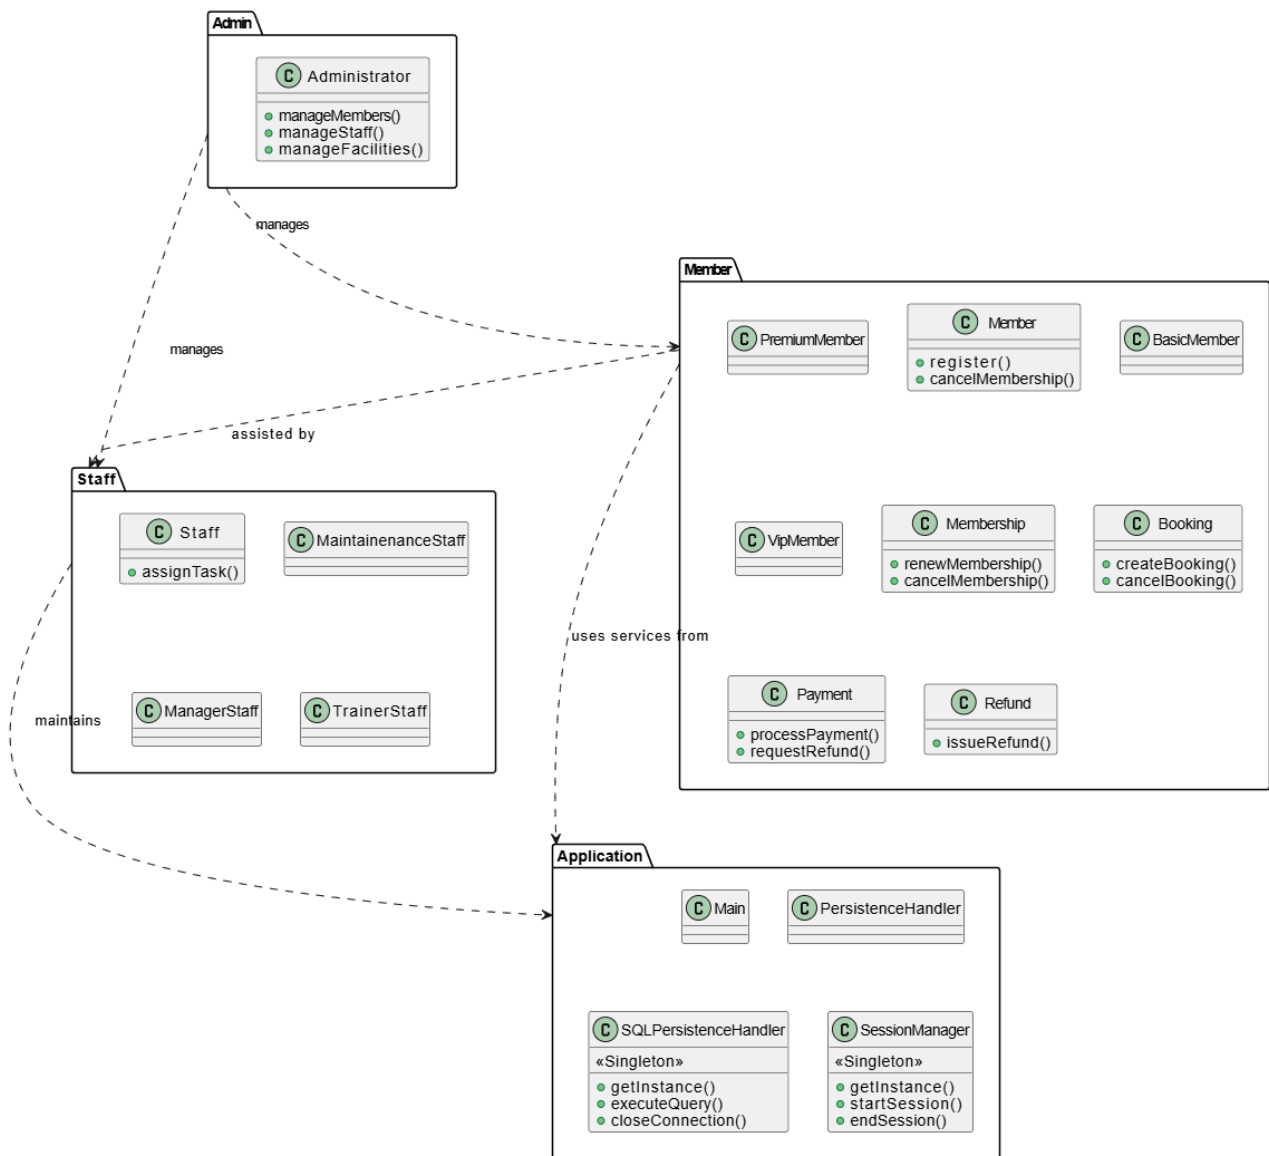 Admin
C Administrator
manageMembers()
manageStaff()
manageFacilities()
manages
manages
assisted by
Member
C PremiumMember
C Member
register()
cancelMembership()
C BasicMember
C VipMember
C Membership
renewMembership()
cancelMembership()
C Booking
createBooking()
cancelBooking()
C Payment
processPayment()
requestRefund()
C Refund
issueRefund()
Staff
C Staff
assignTask()
C MaintainenanceStaff
C ManagerStaff
C TrainerStaff
maintains
uses services from
Application
C Main
C PersistenceHandler
C SQLPersistenceHandler
«Singleton»
getInstance()
executeQuery()
closeConnection()
C SessionManager
«Singleton»
getInstance()
startSession()
endSession()